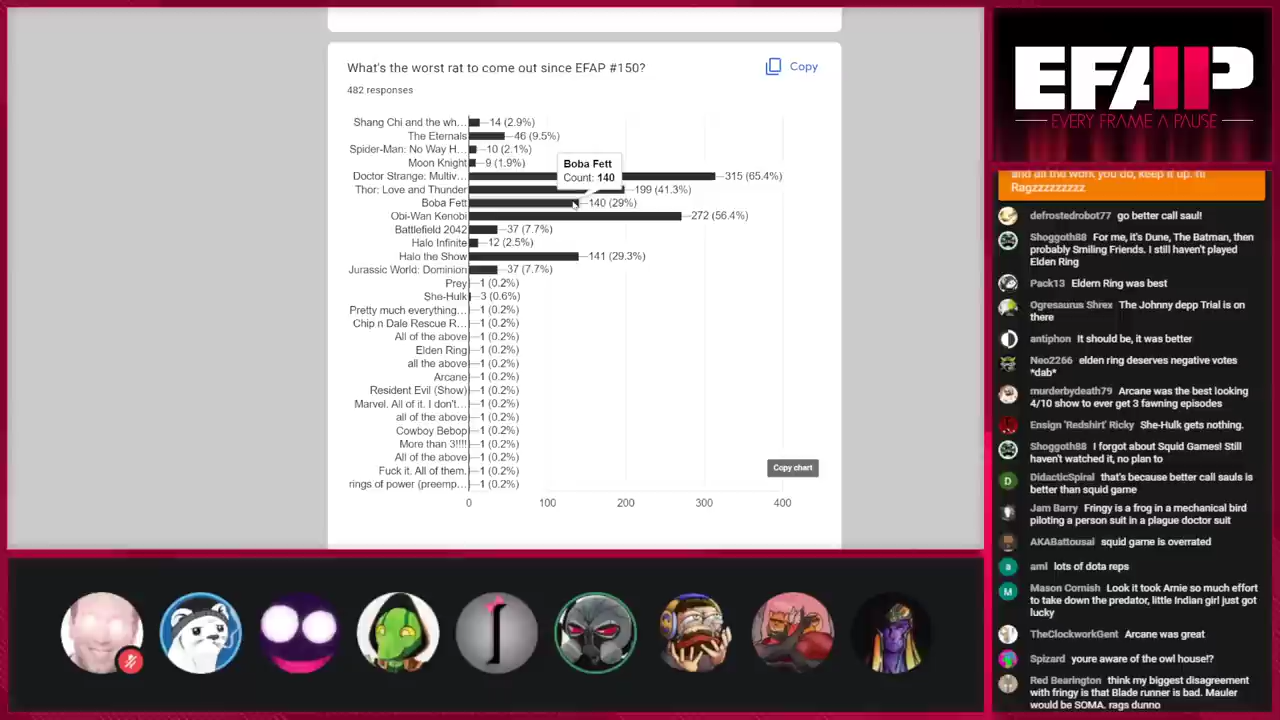 What's the worst rat to come out since EFAP #150?
Copy
482 responses
Shang Chi and the wh... 14 (2.9%)
The Eternals 46 (9.5%)
Spider-Man: No Way H... 10 (2.1%)
Moon Knight 9 (1.9%)
Boba Fett
Count: 140
Doctor Strange: Multiv... 315 (65.4%)
Thor: Love and Thunder 199 (41.3%)
Boba Fett 140 (29%)
Obi-Wan Kenobi 272 (56.4%)
Battlefield 2042 37 (7.7%)
Halo Infinite 12 (2.5%)
Halo the Show 141 (29.3%)
Jurassic World: Dominion 37 (7.7%)
Prey 1 (0.2%)
She-Hulk 3 (0.6%)
Pretty much everything... 1 (0.2%)
Chip n Dale Rescue R... 1 (0.2%)
All of the above 1 (0.2%)
Elden Ring 1 (0.2%)
all the above 1 (0.2%)
Arcane 1 (0.2%)
Resident Evil (Show) 1 (0.2%)
Marvel. All of it. I don't... 1 (0.2%)
all of the above 1 (0.2%)
Cowboy Bebop 1 (0.2%)
More than 3!!!! 1 (0.2%)
All of the above 1 (0.2%)
Fuck it. All of them. 1 (0.2%)
rings of power (preemp... 1 (0.2%)
Copy chart
0 100 200 300 400
EFAP
EVERY FRAME A PAUSE
and all the work you do, keep it up. hi
Ragzzzzzzzzz
defrostedrobot77 go better call saul!
Shoggoth88 For me, it's Dune, The Batman, then
probably Smiling Friends. I still haven't played
Elden Ring
Pack13 Eldern Ring was best
Ogresaurus Shrex The Johnny depp Trial is on
there
antiphon It should be, it was better
Neo2266 elden ring deserves negative votes
*dab*
murderbydeath79 Arcane was the best looking
4/10 show to ever get 3 fawning episodes
Ensign 'Redshirt' Ricky She-Hulk gets nothing.
Shoggoth88 I forgot about Squid Games! Still
haven't watched it, no plan to
D
DidacticSpiral that's because better call sauls is
better than squid game
Jam Barry Fringy is a frog in a mechanical bird
piloting a person suit in a plague doctor suit
AKABattousai squid game is overrated
a
aml lots of dota reps
M
Mason Cornish Look it took Arnie so much effort
to take down the predator, little Indian girl just got
lucky
TheClockworkGent Arcane was great
Spizard youre aware of the owl house!?
Red Bearington think my biggest disagreement
with fringy is that Blade runner is bad. Mauler
would be SOMA. rags dunno